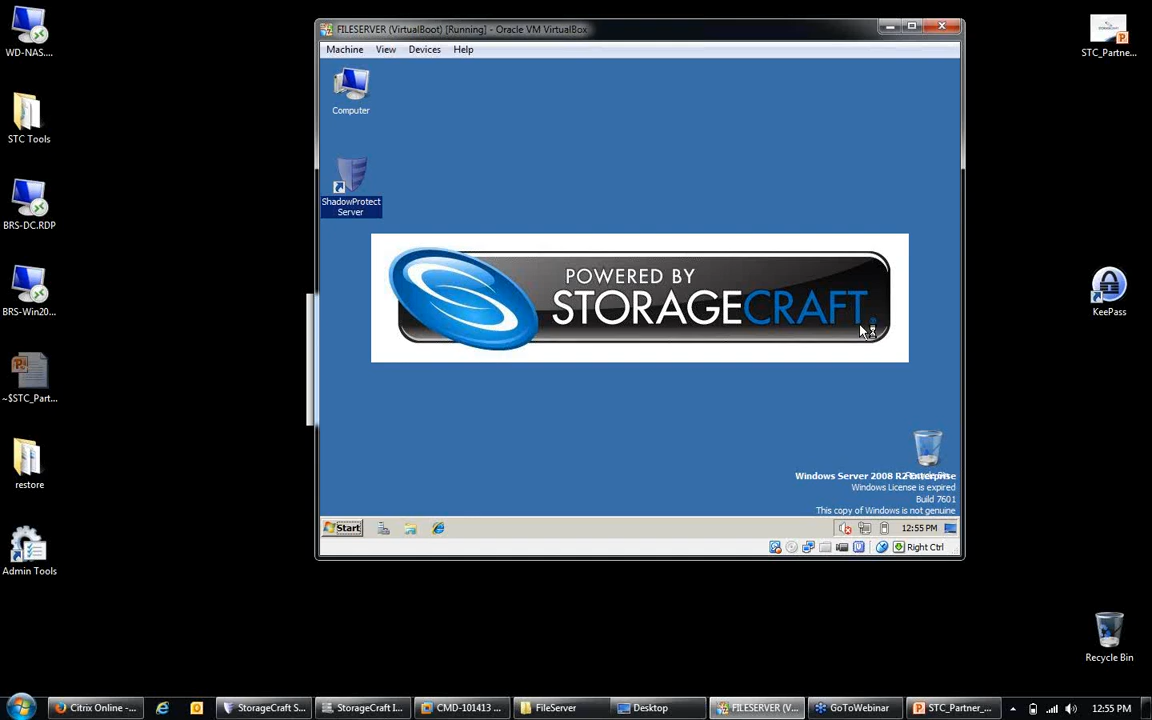 WD-NAS....
STC Tools
BRS-DC.RDP
BRS-Win20...
~$STC_Part...
restore
Admin Tools
FILESERVER (VirtualBoot) [Running] - Oracle VM VirtualBox
Machine View Devices Help
Computer
ShadowProtect
Server
POWERED BY
STORAGECRAFT
Windows Server 2008 R2 Enterprise
Windows License is expired
Build 7601
This copy of Windows is not genuine
Start
12:55 PM
Right Ctrl
STC_Partne...
KeePass
Recycle Bin
Citrix Online -...
StorageCraft S...
StorageCraft I...
CMD-101413 ...
FileServer
Desktop
FILESERVER (V...
GoToWebinar
STC_Partner_...
12:55 PM